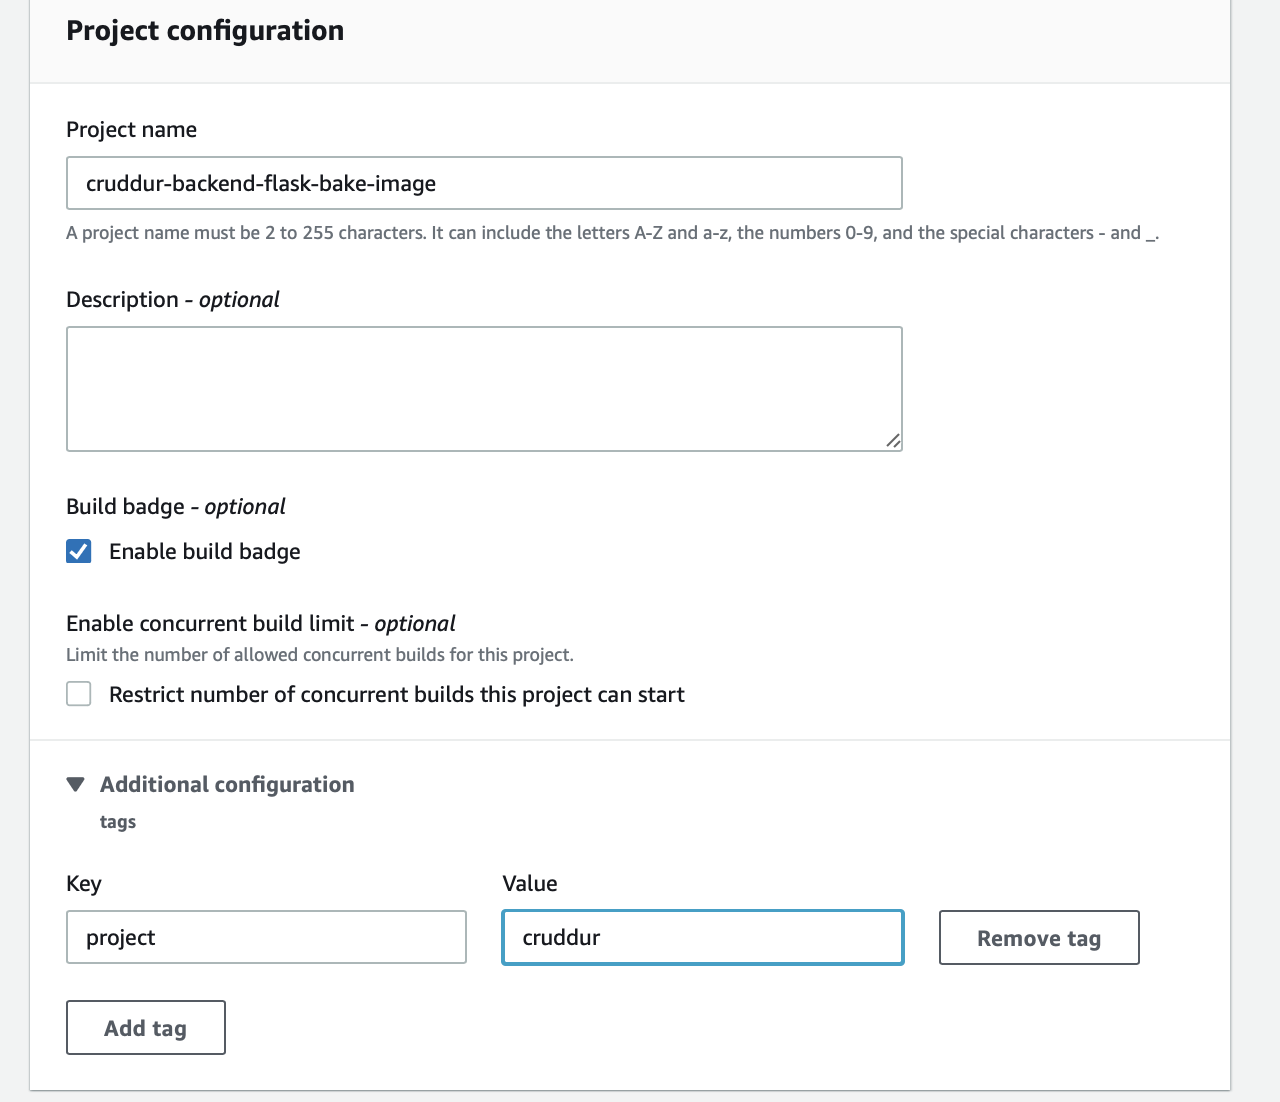 Project configuration
Project name
cruddur-backend-flask-bake-image
A project name must be 2 to 255 characters. It can include the letters A-Z and a-z, the numbers 0-9, and the special characters - and _.
Description - optional
Build badge - optional
Enable build badge
Enable concurrent build limit - optional
Limit the number of allowed concurrent builds for this project.
Restrict number of concurrent builds this project can start
Additional configuration
tags
Key Value
project cruddur Remove tag
Add tag